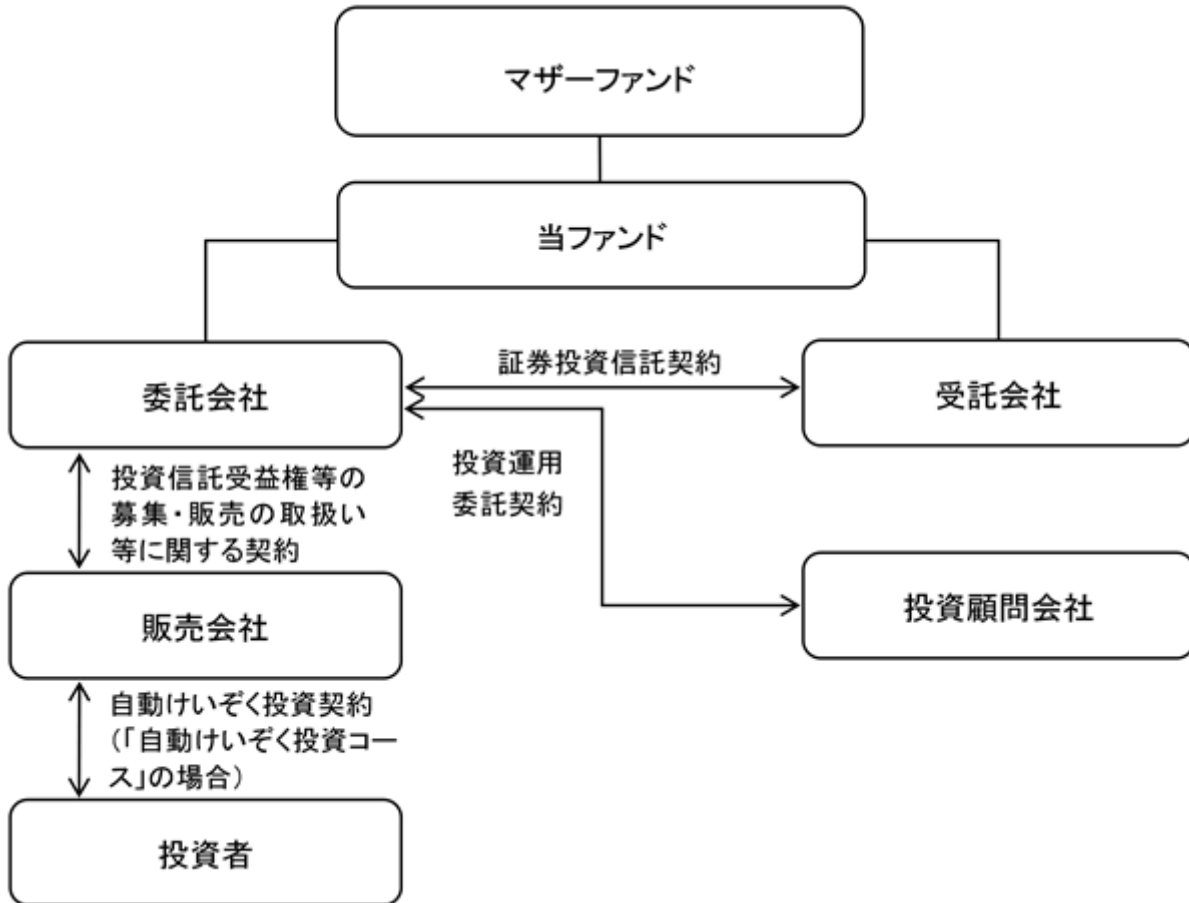 マザーファンド
当ファンド
委託会社
証券投資信託契約
受託会社
投資信託受益権等の
募集・販売の取扱い
等に関する契約
投資運用
委託契約
販売会社
投資顧問会社
自動けいぞく投資契約
(「自動けいぞく投資コー
ス」の場合)
投資者